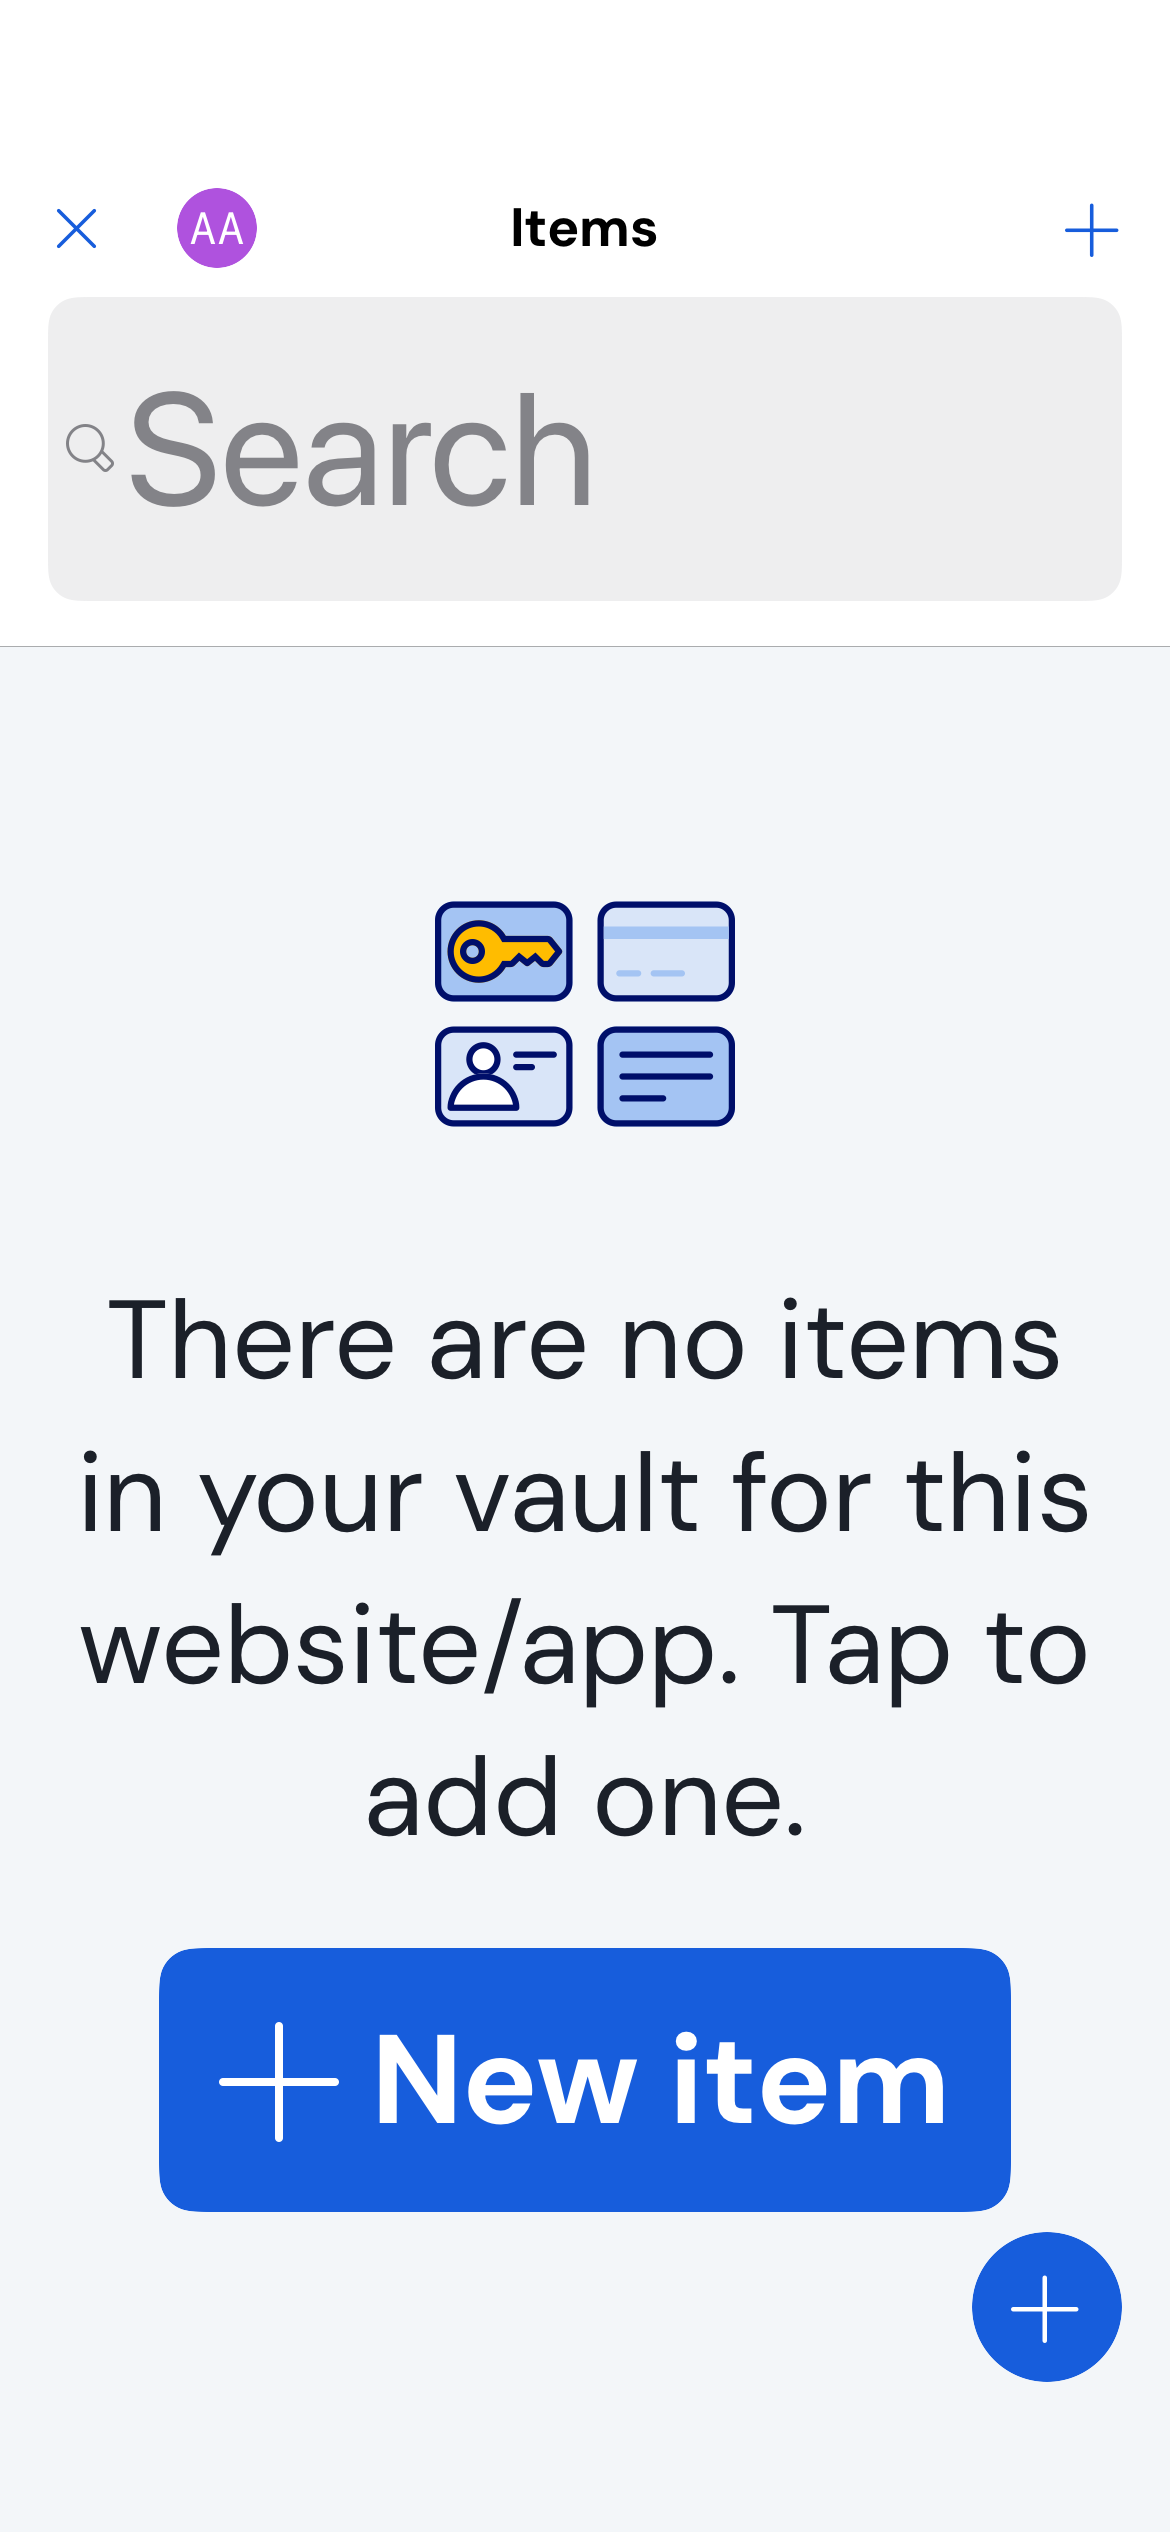 AA
Items
Search
There are no items
in your vault for this
website/app. Tap to
add one.
New item